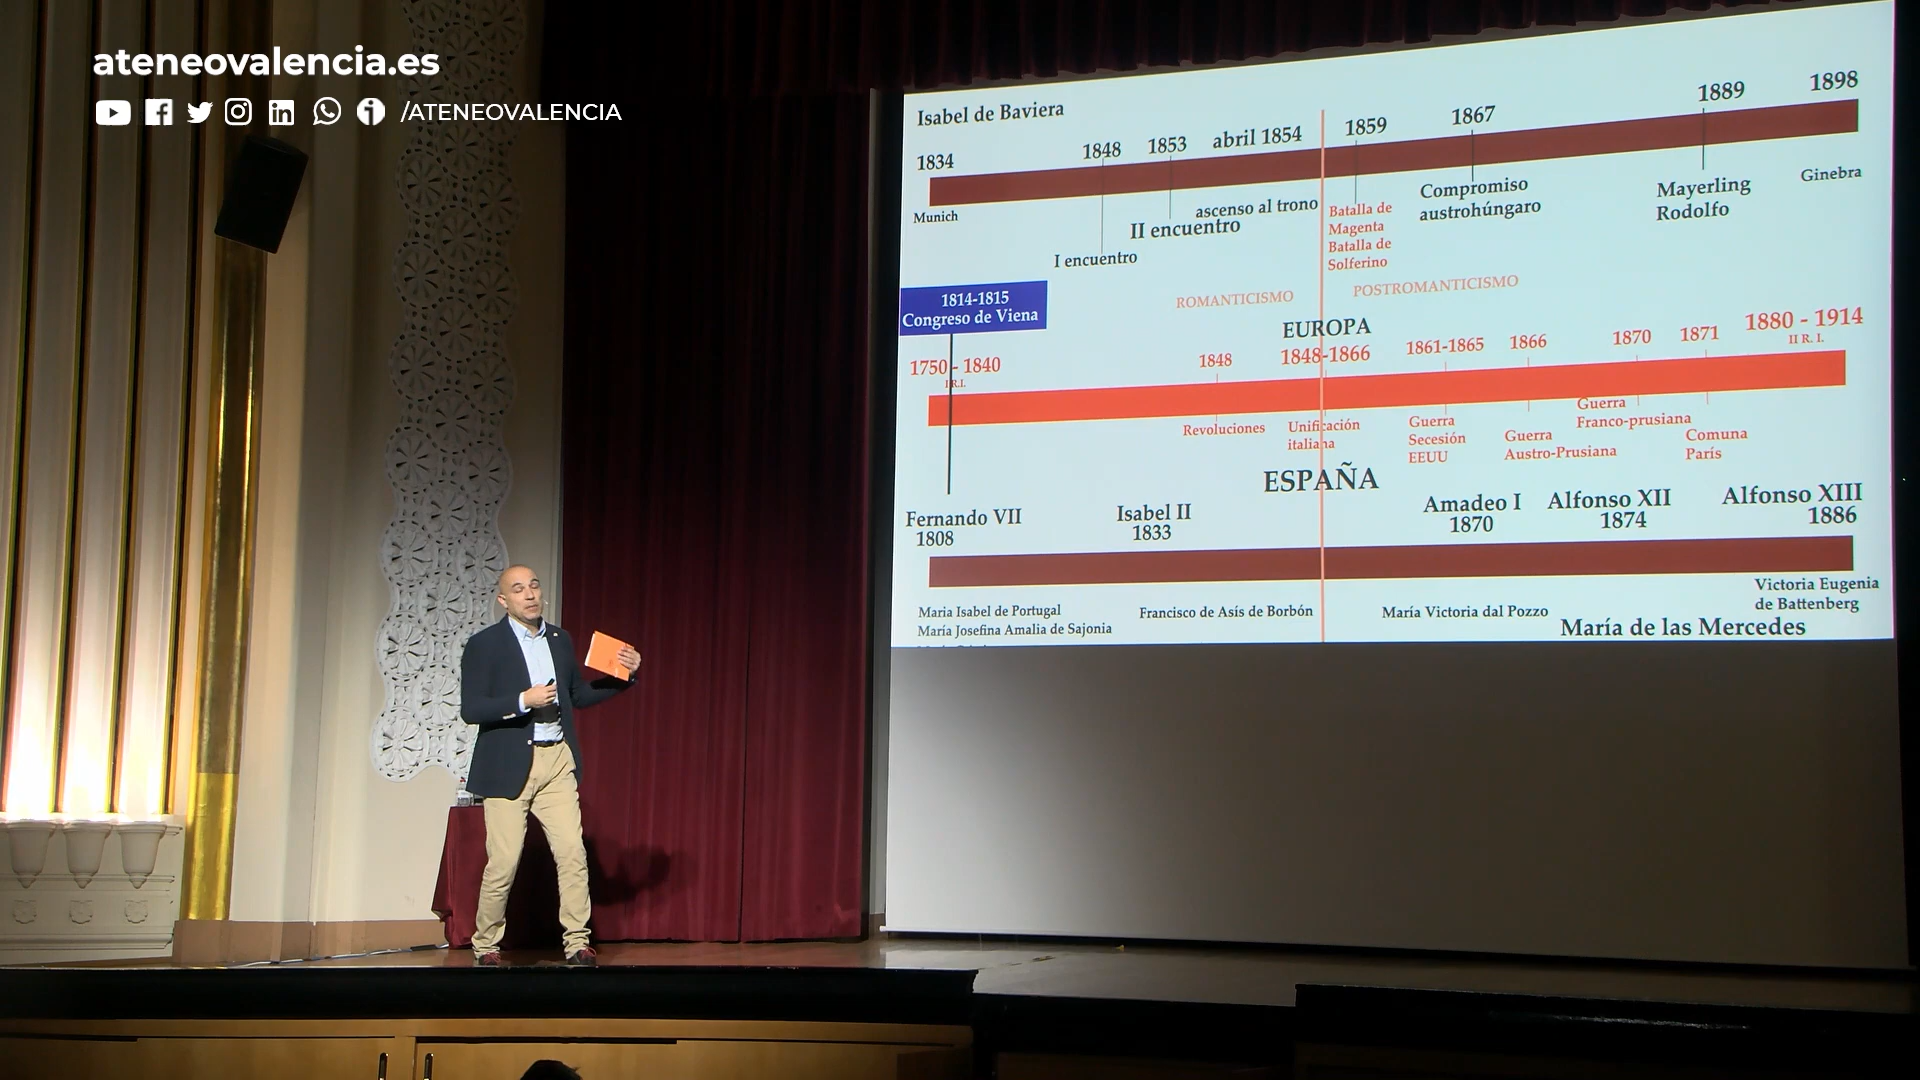 ateneovalencia.es
/ATENEOVALENCIA
Isabel de Baviera
1834
1848
1853
abril 1854
1859
1867
1889
1898
Munich
I encuentro
II encuentro
ascenso al trono
Batalla de
Magenta
Batalla de
Solferino
Compromiso
austrohúngaro
Mayerling
Rodolfo
Ginebra
1814-1815
Congreso de Viena
ROMANTICISMO
POSTROMANTICISMO
EUROPA
1750 - 1840
I R.I.
1848
1848-1866
1861-1865
1866
1870
1871
1880 - 1914
II R. I.
Revoluciones
Unificación
italiana
Guerra
Secesión
EEUU
Guerra
Austro-Prusiana
Guerra
Franco-prusiana
Comuna
París
ESPAÑA
Fernando VII
1808
Isabel II
1833
Amadeo I
1870
Alfonso XII
1874
Alfonso XIII
1886
Maria Isabel de Portugal
María Josefina Amalia de Sajonia
Francisco de Asís de Borbón
María Victoria dal Pozzo
María de las Mercedes
Victoria Eugenia
de Battenberg